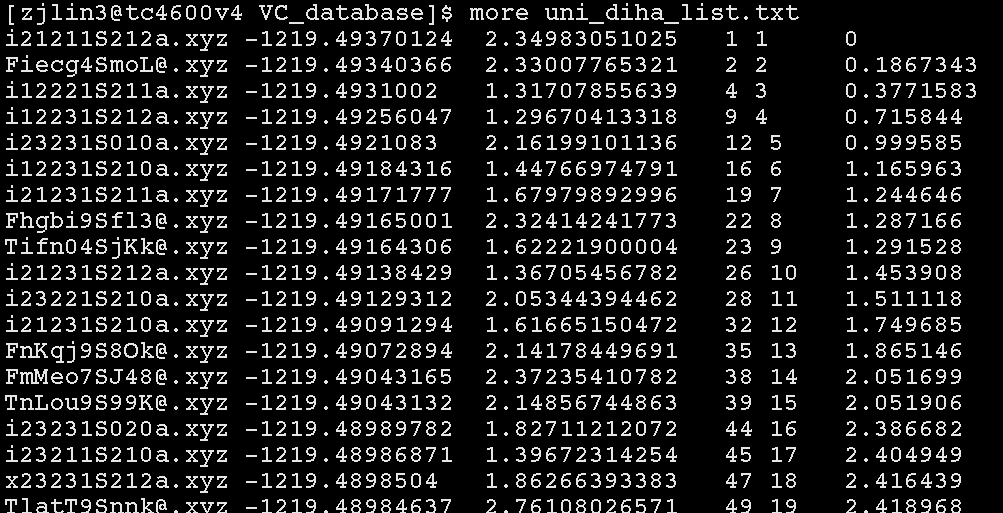 [zjlin3@tc4600v4 VC_database]$ more uni_diha_list.txt
i21211S212a.xyz -1219.49370124 2.34983051025 1 1 0
Fiecg4SmoL@.xyz -1219.49340366 2.33007765321 2 2 0.1867343
i12221S211a.xyz -1219.4931002 1.31707855639 4 3 0.3771583
i12231S212a.xyz -1219.49256047 1.29670413318 9 4 0.715844
i23231S010a.xyz -1219.4921083 2.16199101136 12 5 0.999585
i12231S210a.xyz -1219.49184316 1.44766974791 16 6 1.165963
i21231S211a.xyz -1219.49171777 1.67979892996 19 7 1.244646
Fhgbi9Sfl3@.xyz -1219.49165001 2.32414241773 22 8 1.287166
Tifn04SjKk@.xyz -1219.49164306 1.62221900004 23 9 1.291528
i21231S212a.xyz -1219.49138429 1.36705456782 26 10 1.453908
i23221S210a.xyz -1219.49129312 2.05344394462 28 11 1.511118
i21231S210a.xyz -1219.49091294 1.61665150472 32 12 1.749685
FnKqj9S8Ok@.xyz -1219.49072894 2.14178449691 35 13 1.865146
FmMeo7SJ48@.xyz -1219.49043165 2.37235410782 38 14 2.051699
TnLou9S99K@.xyz -1219.49043132 2.14856744863 39 15 2.051906
i23231S020a.xyz -1219.48989782 1.82711212072 44 16 2.386682
i23211S210a.xyz -1219.48986871 1.39672314254 45 17 2.404949
x23231S212a.xyz -1219.4898504 1.86266393383 47 18 2.416439
TlatT9Snnk@.xyz -1219.48984637 2.76108026571 49 19 2.418968